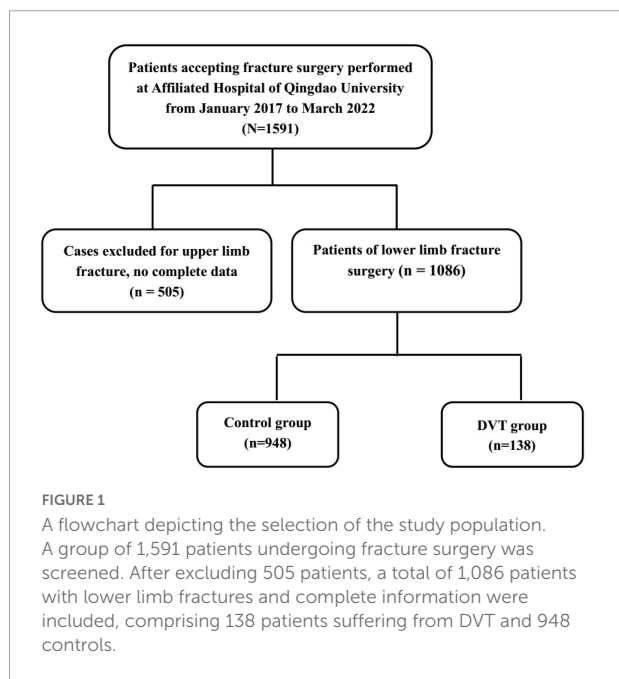 Patients accepting fracture surgery performed
at Affiliated Hospital of Qingdao University
from January 2017 to March 2022
(N=1591)
Cases excluded for upper limb
fracture, no complete data
(n = 505)
Patients of lower limb fracture
surgery (n = 1086)
Control group
(n=948)
DVT group
(n=138)
FIGURE 1
A flowchart depicting the selection of the study population.
A group of 1,591 patients undergoing fracture surgery was
screened. After excluding 505 patients, a total of 1,086 patients
with lower limb fractures and complete information were
included, comprising 138 patients suffering from DVT and 948
controls.